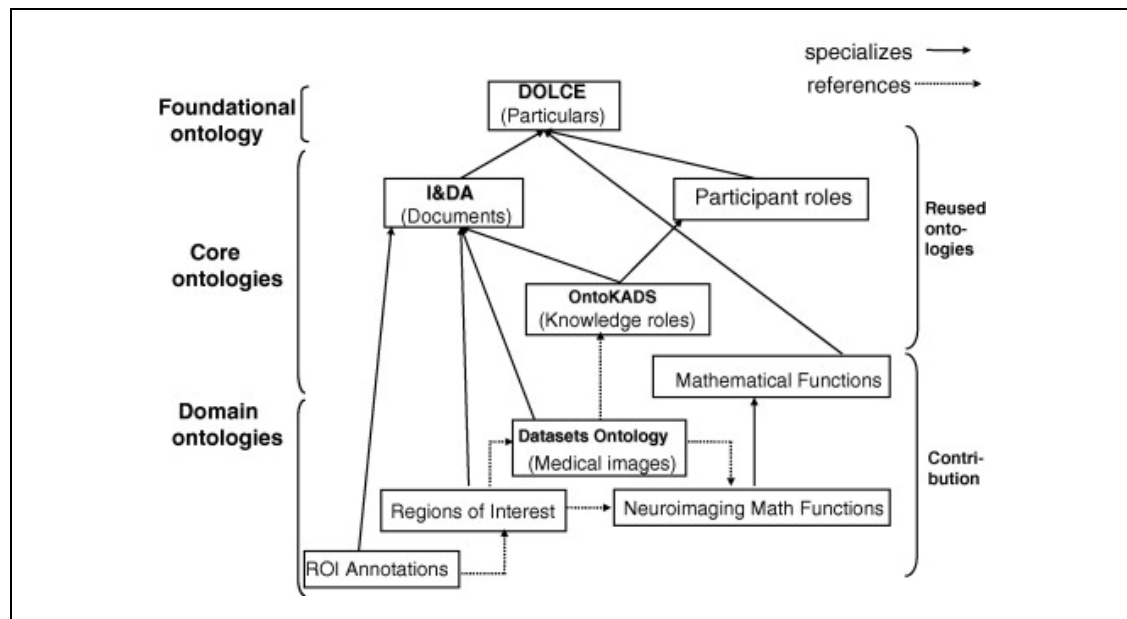 specializes
references
DOLCE
(Particulars)
Foundational
ontology
I&DA
(Documents)
Participant roles
Reused
onto-
logies
Core
ontologies
OntoKADS
(Knowledge roles)
Mathematical Functions
Domain
ontologies
Datasets Ontology
(Medical images)
Contri-
bution
Regions of Interest
Neuroimaging Math Functions
ROI Annotations